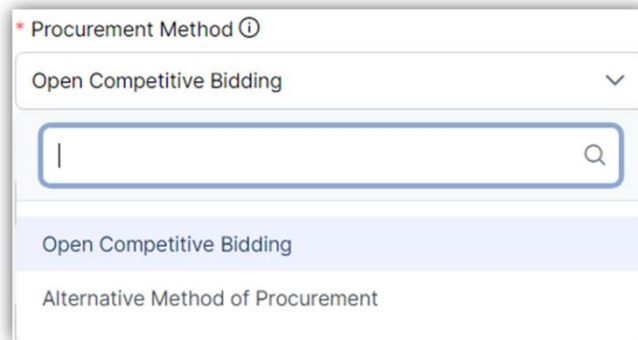 * Procurement Method ⓘ
Open Competitive Bidding
Open Competitive Bidding
Alternative Method of Procurement